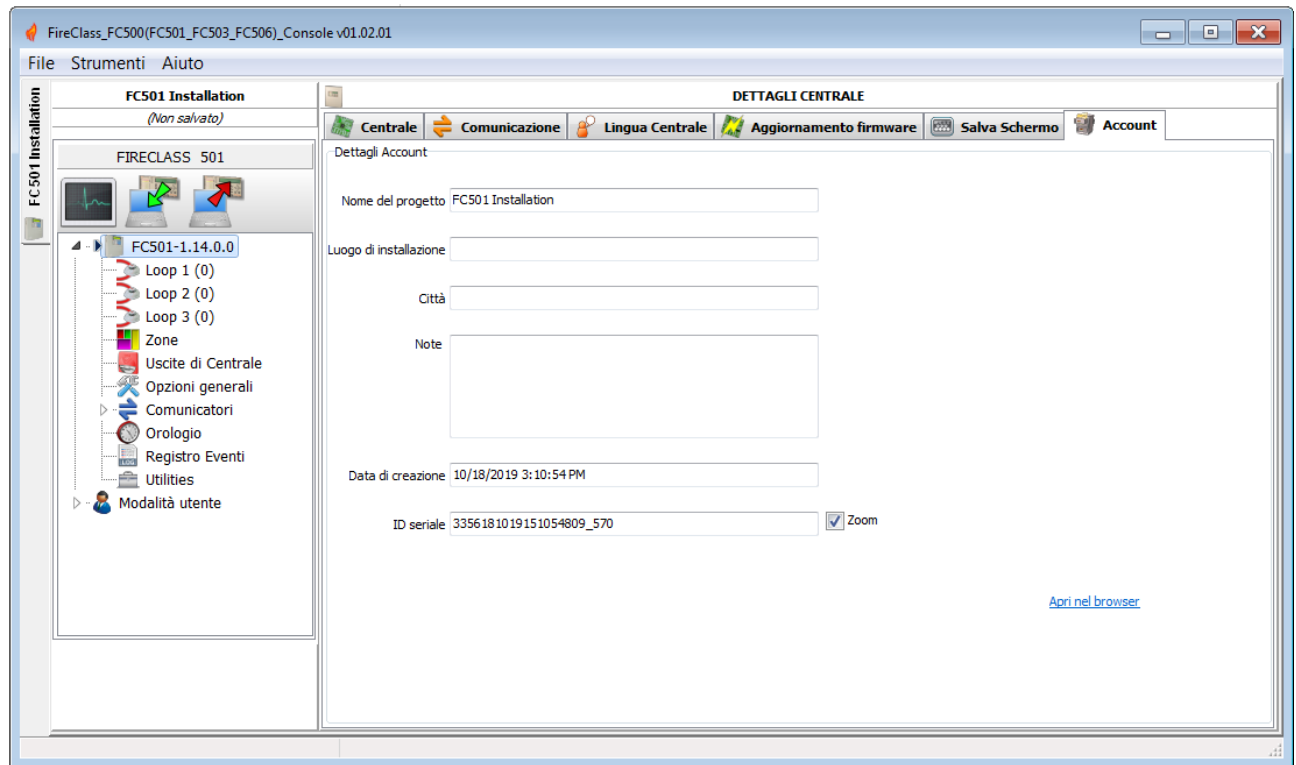 FireClass_FC500(FC501_FC503_FC506)_Console v01.02.01
File Strumenti Aiuto
FC501 Installation
FC501 Installation
(Non salvato)
FIRECLASS 501
FC501-1.14.0.0
Loop 1 (0)
Loop 2 (0)
Loop 3 (0)
Zone
Uscite di Centrale
Opzioni generali
Comunicatori
Orologio
LOG
Registro Eventi
Utilities
Modalità utente
DETTAGLI CENTRALE
Centrale Comunicazione Lingua Centrale Aggiornamento firmware Salva Schermo Account
Dettagli Account
Nome del progetto FC501 Installation
Luogo di installazione
Città
Note
Data di creazione 10/18/2019 3:10:54 PM
ID seriale 3356181019151054809_570 Zoom
Apri nel browser